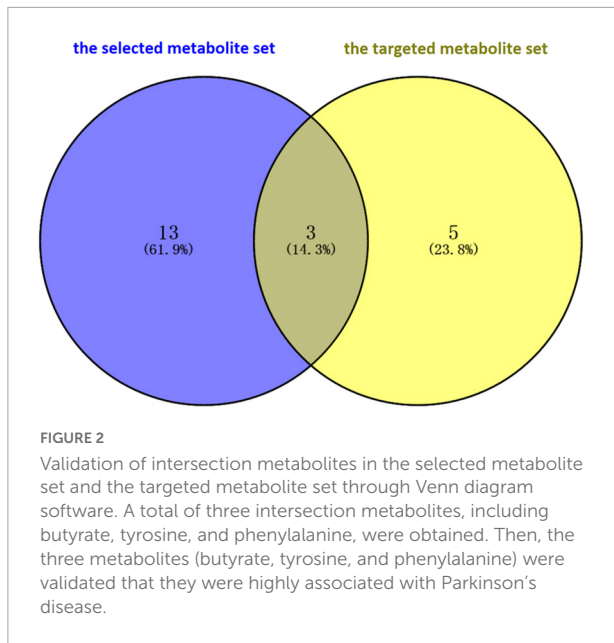 the selected metabolite set the targeted metabolite set
13 3 5
(61.9%) (14.3%) (23.8%)
FIGURE 2
Validation of intersection metabolites in the selected metabolite
set and the targeted metabolite set through Venn diagram
software. A total of three intersection metabolites, including
butyrate, tyrosine, and phenylalanine, were obtained. Then, the
three metabolites (butyrate, tyrosine, and phenylalanine) were
validated that they were highly associated with Parkinson’s
disease.